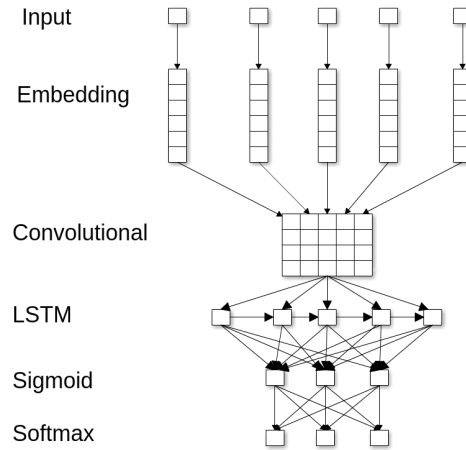 Input
Embedding
Convolutional
LSTM
Sigmoid
Softmax